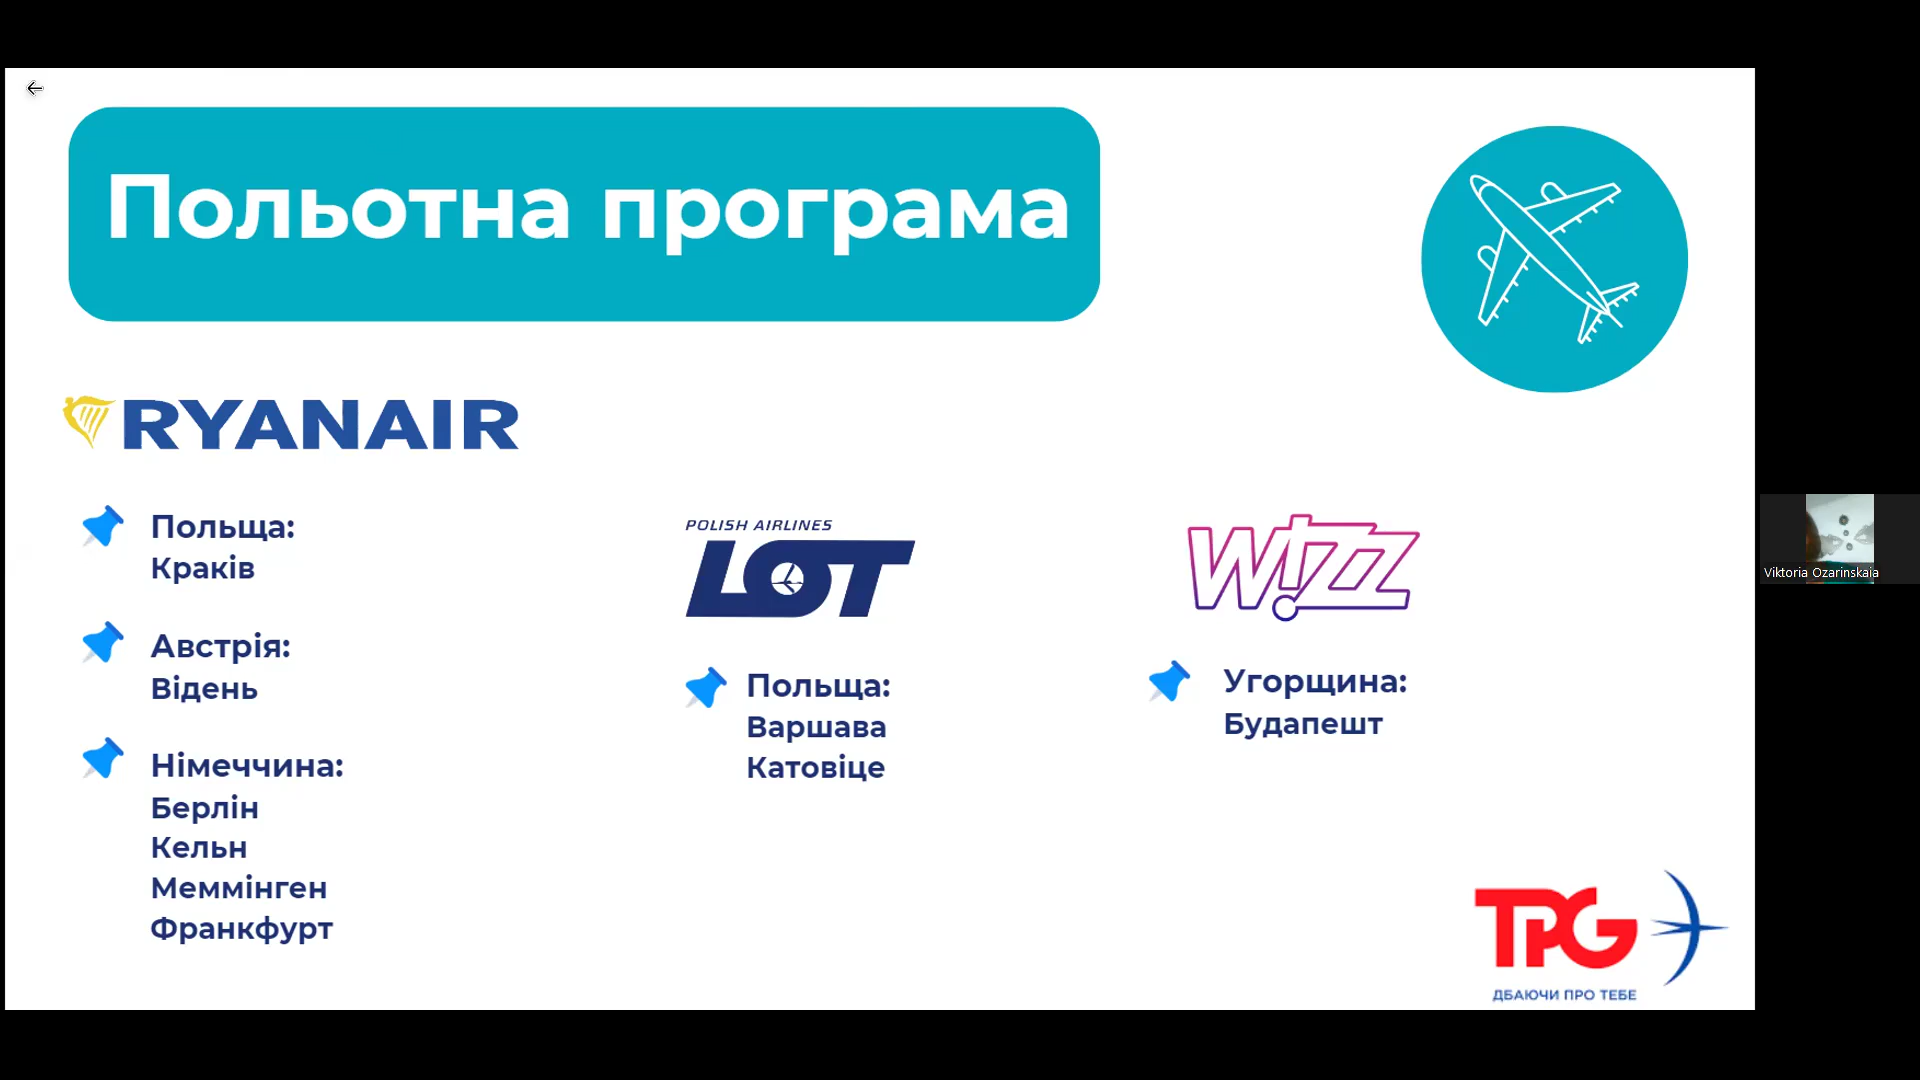 Польотна програма
RYANAIR
Польща:
Краків
Австрія:
Відень
Німеччина:
Берлін
Кельн
Меммінген
Франкфурт
POLISH AIRLINES
LOT
Польща:
Варшава
Катовіце
WIZZ
Угорщина:
Будапешт
TPG
ДБАЮЧИ ПРО ТЕБЕ
Viktoria Ozarinskaia